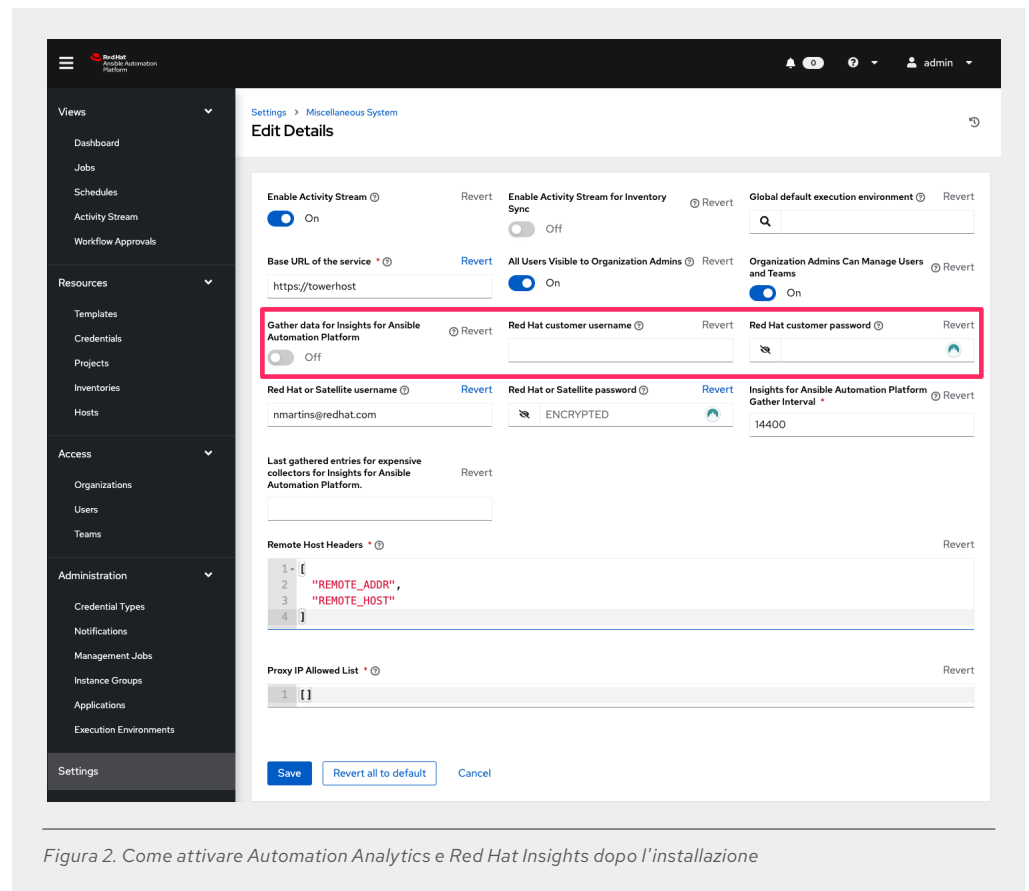 Red Hat
Ansible Automation
Platform
0
admin
Views
Dashboard
Jobs
Schedules
Activity Stream
Workflow Approvals
Resources
Templates
Credentials
Projects
Inventories
Hosts
Access
Organizations
Users
Teams
Administration
Credential Types
Notifications
Management Jobs
Instance Groups
Applications
Execution Environments
Settings
Settings > Miscellaneous System
Edit Details
Enable Activity Stream Revert
On
Enable Activity Stream for Inventory
Sync Revert
Off
Global default execution environment Revert
Base URL of the service * Revert
https://towerhost
All Users Visible to Organization Admins Revert
On
Organization Admins Can Manage Users
and Teams Revert
On
Gather data for Insights for Ansible
Automation Platform Revert
Off
Red Hat customer username Revert
Red Hat customer password Revert
Red Hat or Satellite username Revert
nmartins@redhat.com
Red Hat or Satellite password Revert
ENCRYPTED
Insights for Ansible Automation Platform
Gather Interval * Revert
14400
Last gathered entries for expensive
collectors for Insights for Ansible
Automation Platform. Revert
Remote Host Headers * Revert
1 [
2 "REMOTE_ADDR",
3 "REMOTE_HOST"
4 ]
Proxy IP Allowed List * Revert
1 []
Save Revert all to default Cancel
Figura 2. Come attivare Automation Analytics e Red Hat Insights dopo l'installazione